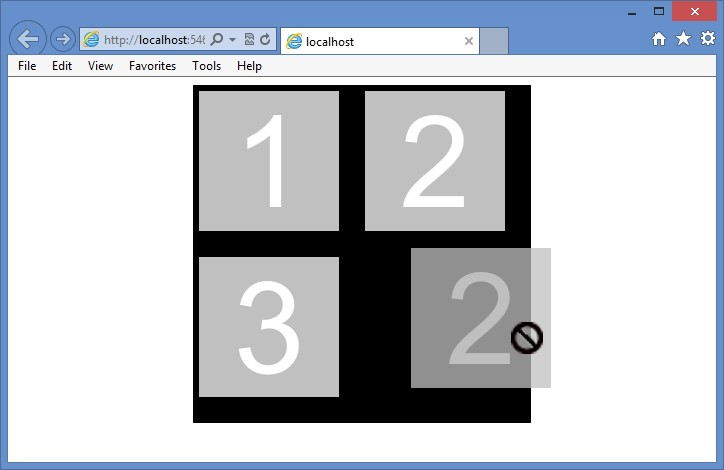 http://localhost:546
localhost
File Edit View Favorites Tools Help
1 2
3 2